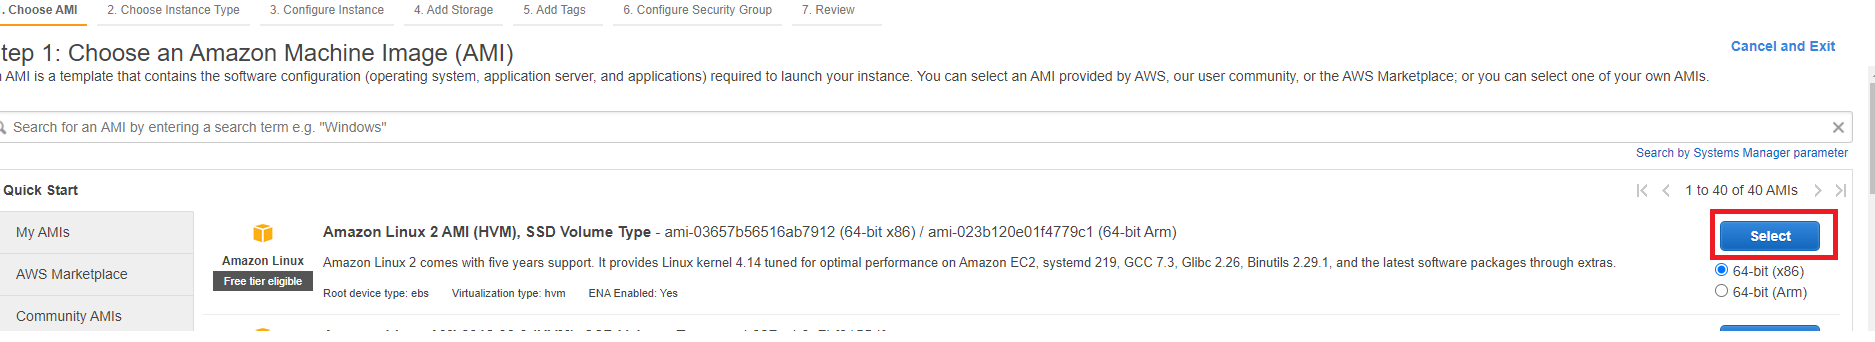 . Choose AMI
2. Choose Instance Type
3. Configure Instance
4. Add Storage
5. Add Tags
6. Configure Security Group
7. Review
tep 1: Choose an Amazon Machine Image (AMI)
Cancel and Exit
AMI is a template that contains the software configuration (operating system, application server, and applications) required to launch your instance. You can select an AMI provided by AWS, our user community, or the AWS Marketplace; or you can select one of your own AMIs.
Search for an AMI by entering a search term e.g. "Windows"
Search by Systems Manager parameter
Quick Start
1 to 40 of 40 AMIs
My AMIs
AWS Marketplace
Community AMIs
Amazon Linux
Free tier eligible
Amazon Linux 2 AMI (HVM), SSD Volume Type - ami-03657b56516ab7912 (64-bit x86) / ami-023b120e01f4779c1 (64-bit Arm)
Amazon Linux 2 comes with five years support. It provides Linux kernel 4.14 tuned for optimal performance on Amazon EC2, systemd 219, GCC 7.3, Glibc 2.26, Binutils 2.29.1, and the latest software packages through extras.
Root device type: ebs Virtualization type: hvm ENA Enabled: Yes
Select
64-bit (x86)
64-bit (Arm)